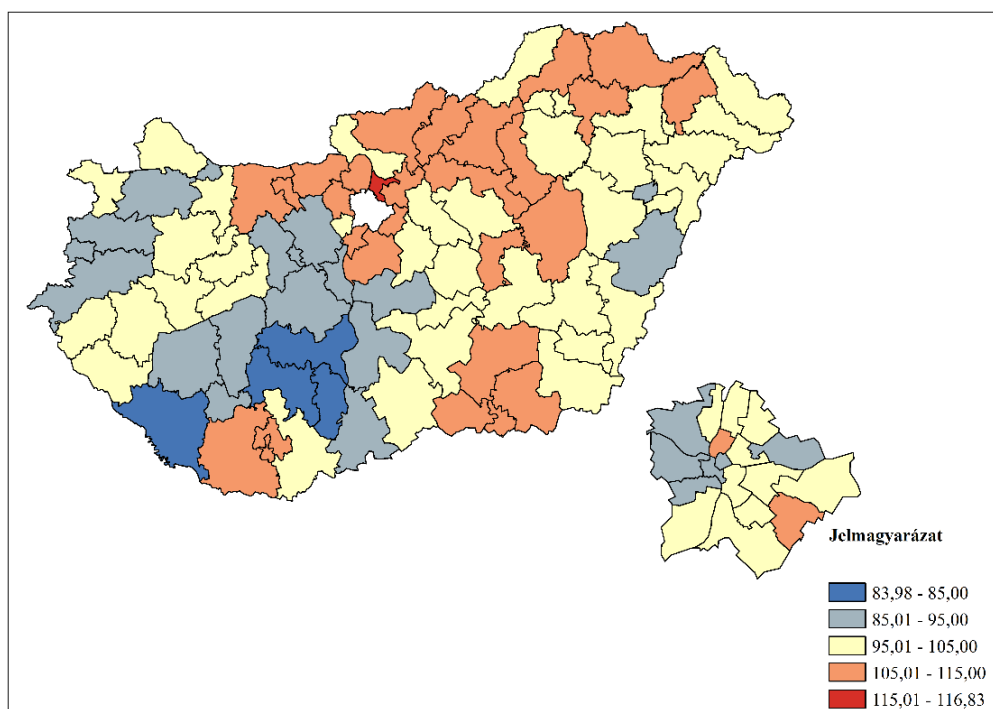 Jelmagyarázat
83,98 - 85,00
85,01 - 95,00
95,01 - 105,00
105,01 - 115,00
115,01 - 116,83